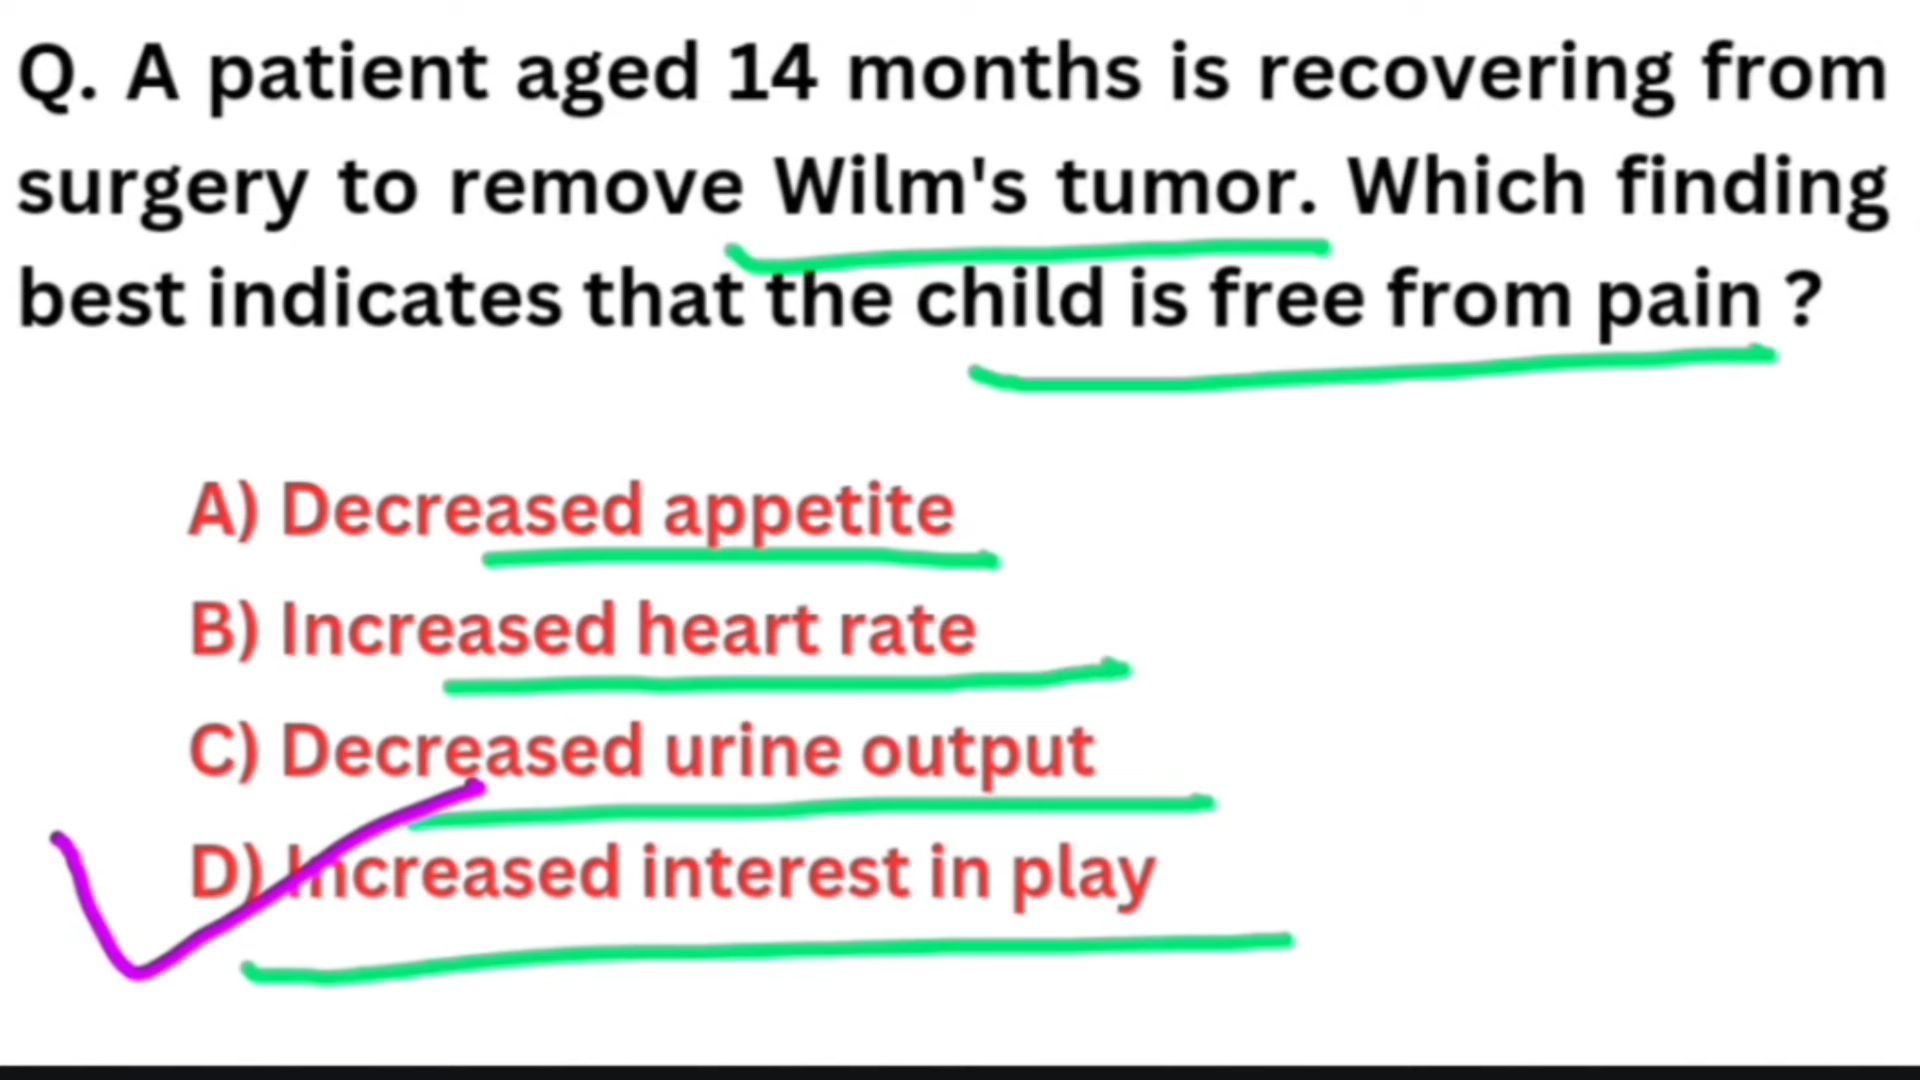 Q. A patient aged 14 months is recovering from
surgery to remove Wilm's tumor. Which finding
best indicates that the child is free from pain ?
A) Decreased appetite
B) Increased heart rate
C) Decreased urine output
D) Increased interest in play